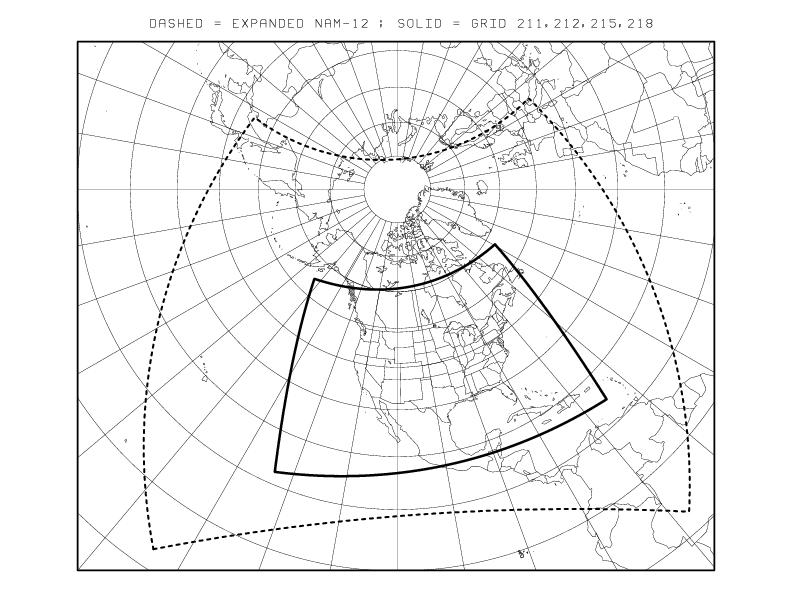 DASHED = EXPANDED NAM-12 ; SOLID = GRID 211,212,215,218